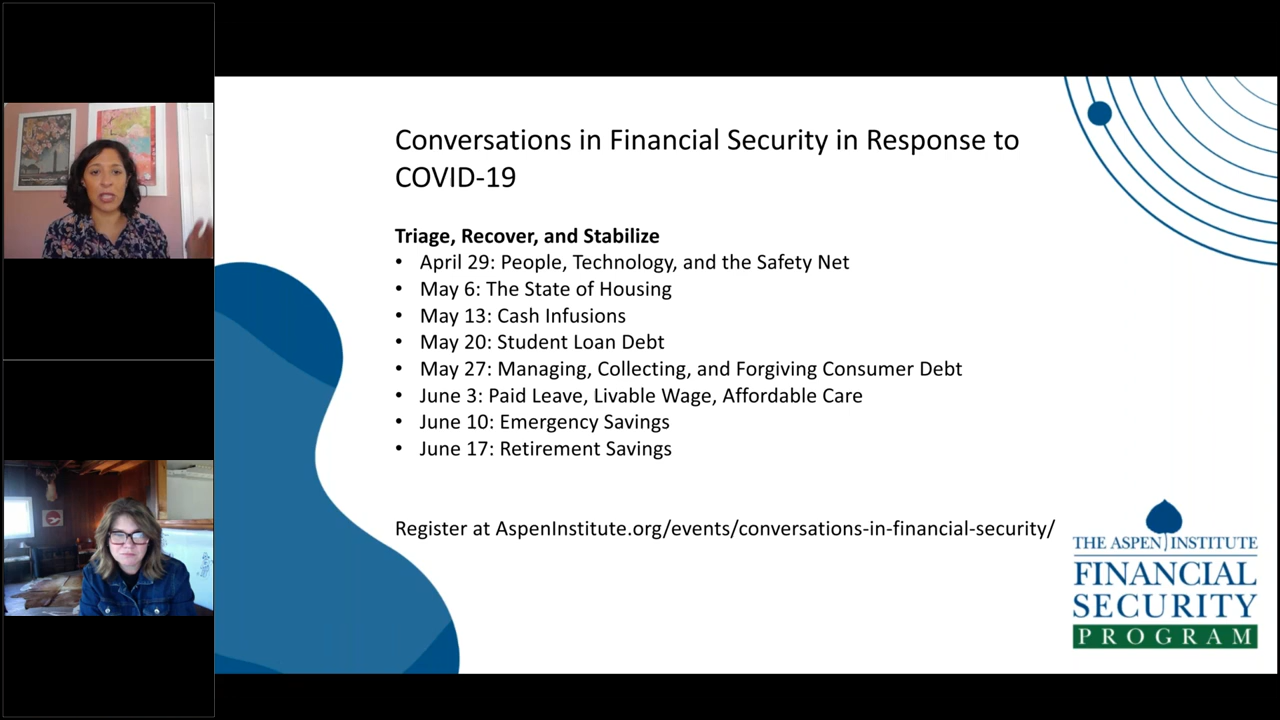 Conversations in Financial Security in Response to
COVID-19
Triage, Recover, and Stabilize
• April 29: People, Technology, and the Safety Net
• May 6: The State of Housing
• May 13: Cash Infusions
• May 20: Student Loan Debt
• May 27: Managing, Collecting, and Forgiving Consumer Debt
• June 3: Paid Leave, Livable Wage, Affordable Care
• June 10: Emergency Savings
• June 17: Retirement Savings
Register at AspenInstitute.org/events/conversations-in-financial-security/
THE ASPEN INSTITUTE
FINANCIAL
SECURITY
PROGRAM